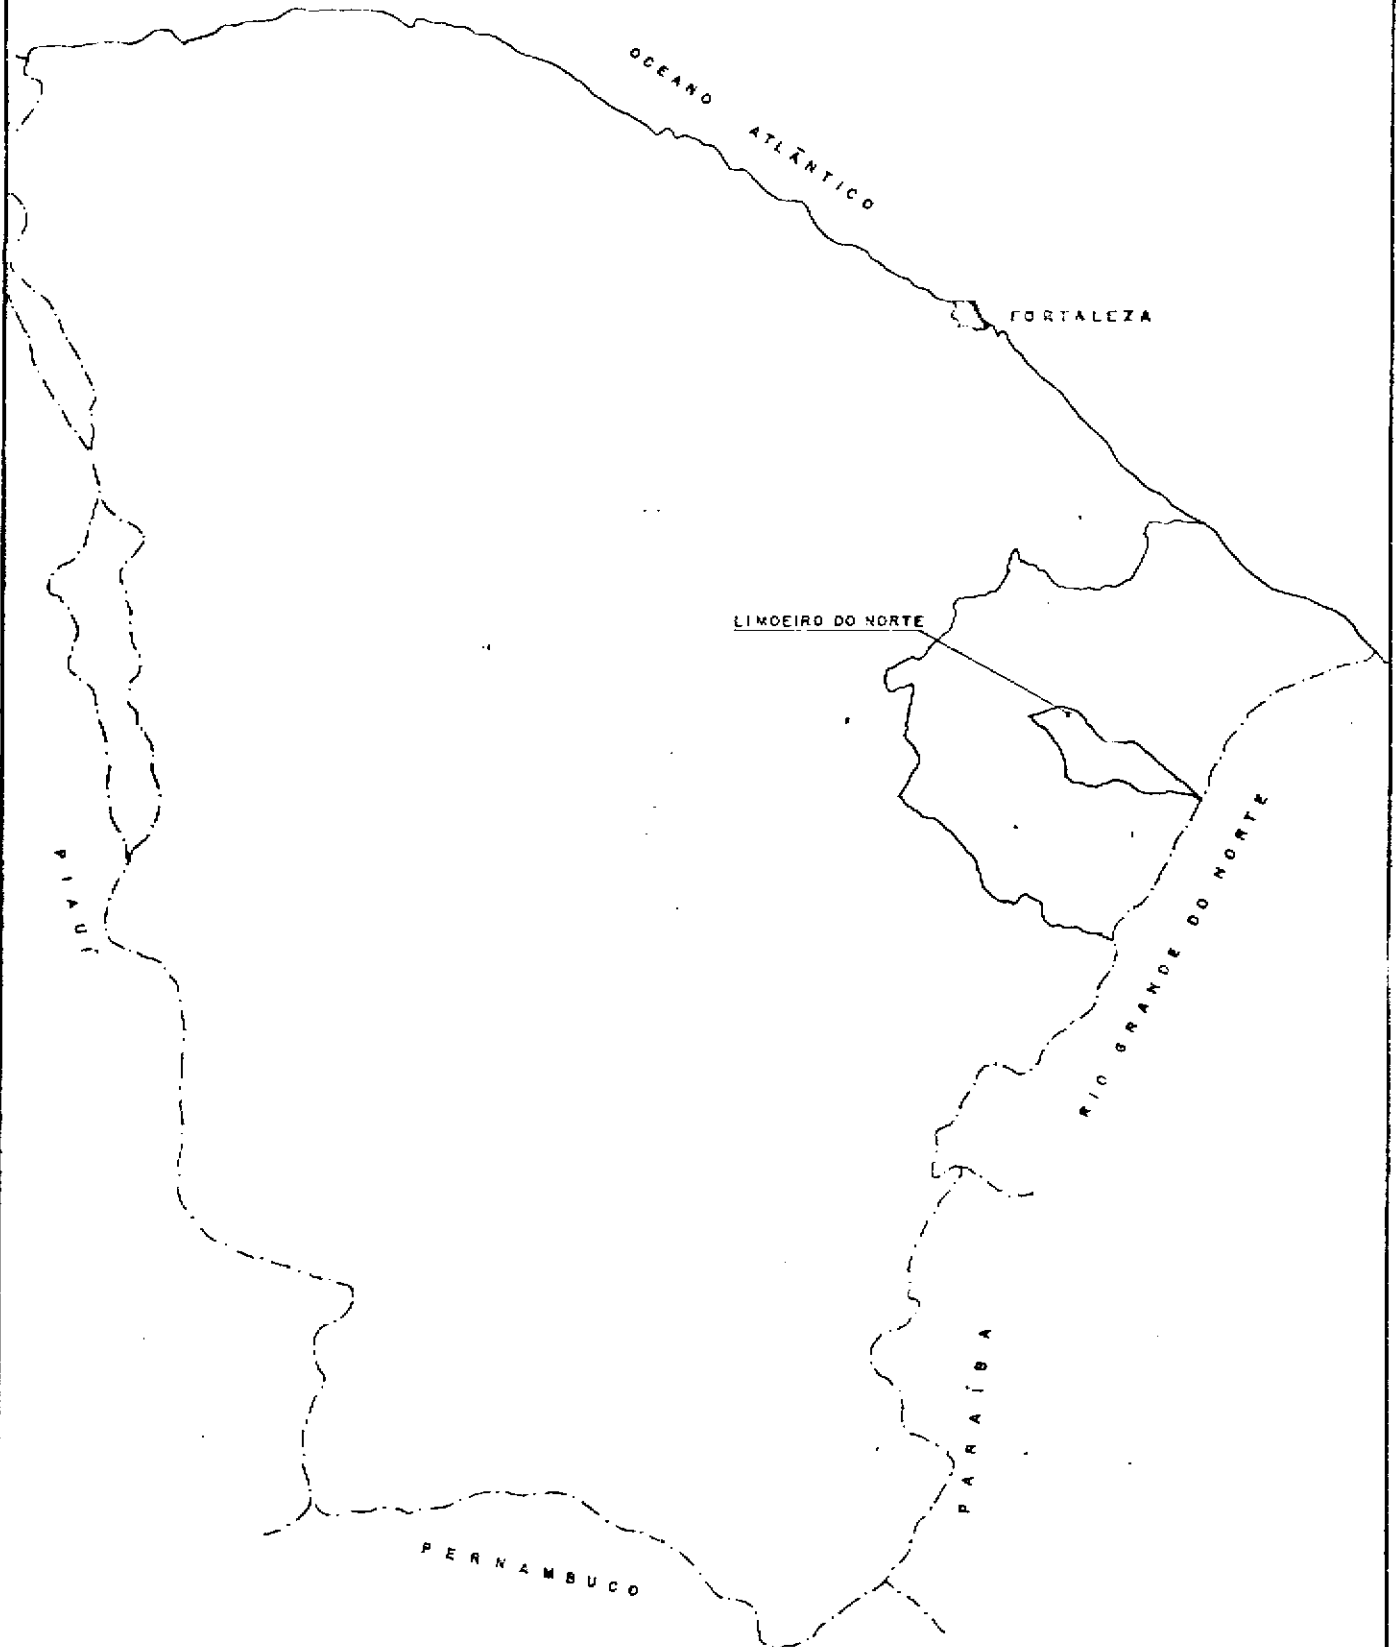 OCEANO ATLÂNTICO
FORTALEZA
LIMOEIRO DO NORTE
PIAUÍ
RIO GRANDE DO NORTE
PARAÍBA
PERNAMBUCO